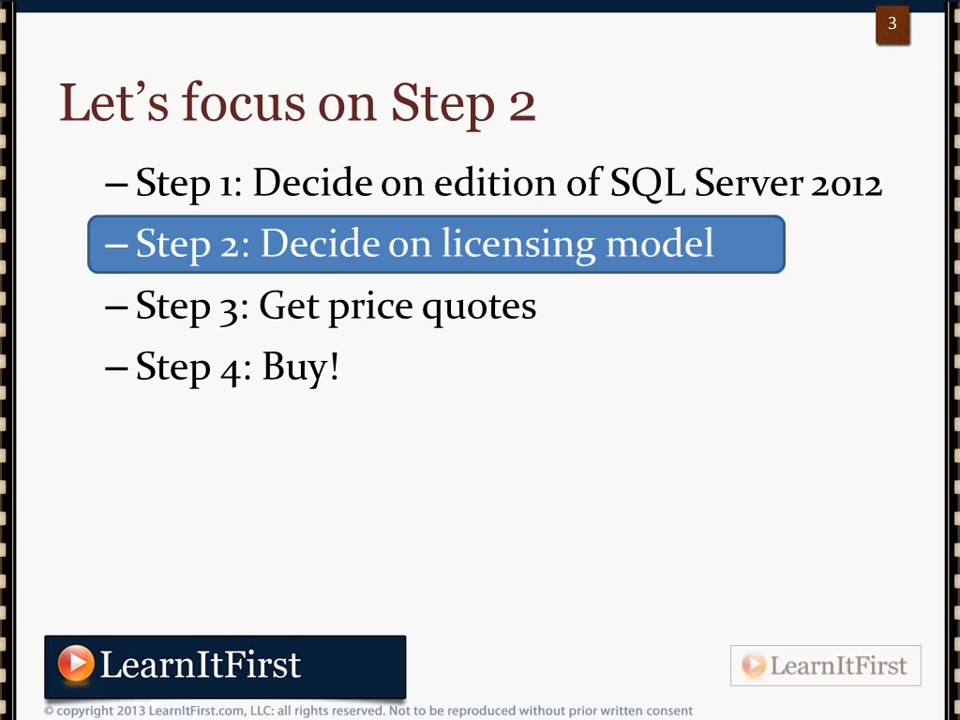 3
Let's focus on Step 2
– Step 1: Decide on edition of SQL Server 2012
– Step 2: Decide on licensing model
– Step 3: Get price quotes
– Step 4: Buy!
LearnItFirst
LearnItFirst
© copyright 2013 LearnItFirst.com, LLC: all rights reserved. Not to be reproduced without prior written consent